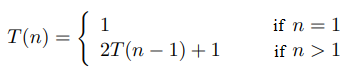 T(n) = { 1 if n = 1
2T(n − 1) + 1 if n > 1